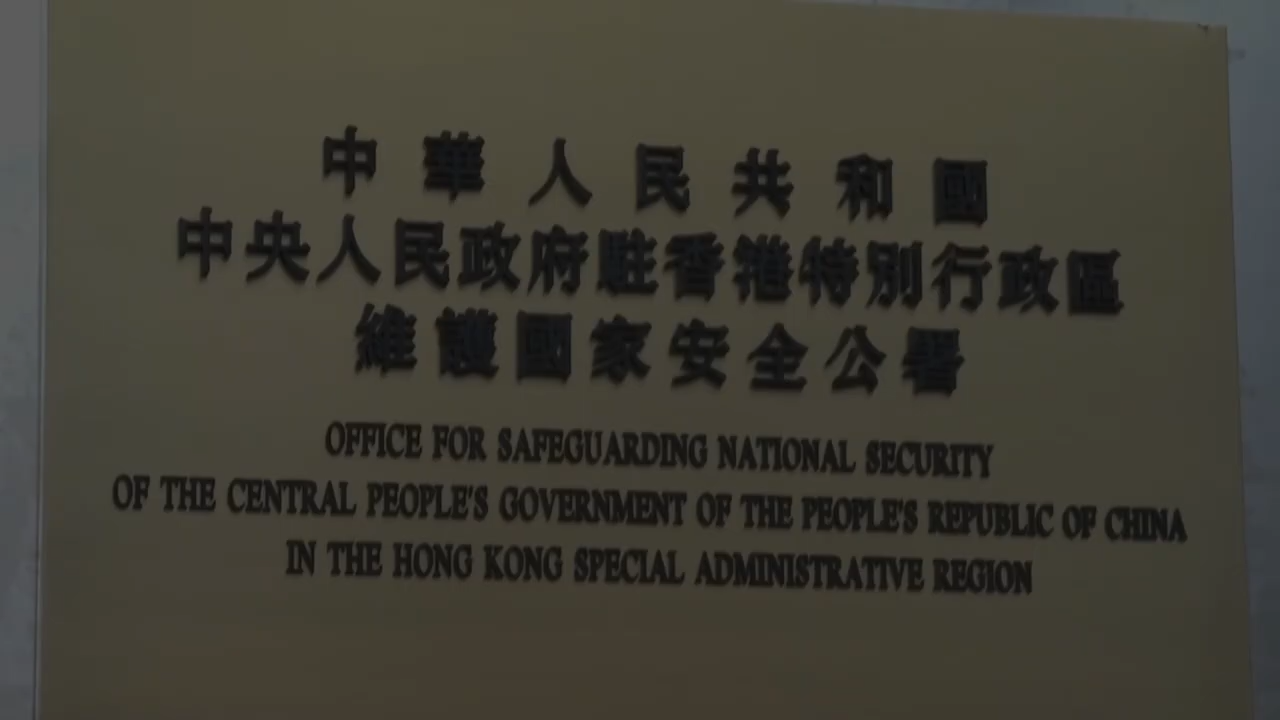 中華人民共和國
中央人民政府駐香港特別行政區
維護國家安全公署
OFFICE FOR SAFEGUARDING NATIONAL SECURITY
OF THE CENTRAL PEOPLE'S GOVERNMENT OF THE PEOPLE'S REPUBLIC OF CHINA
IN THE HONG KONG SPECIAL ADMINISTRATIVE REGION